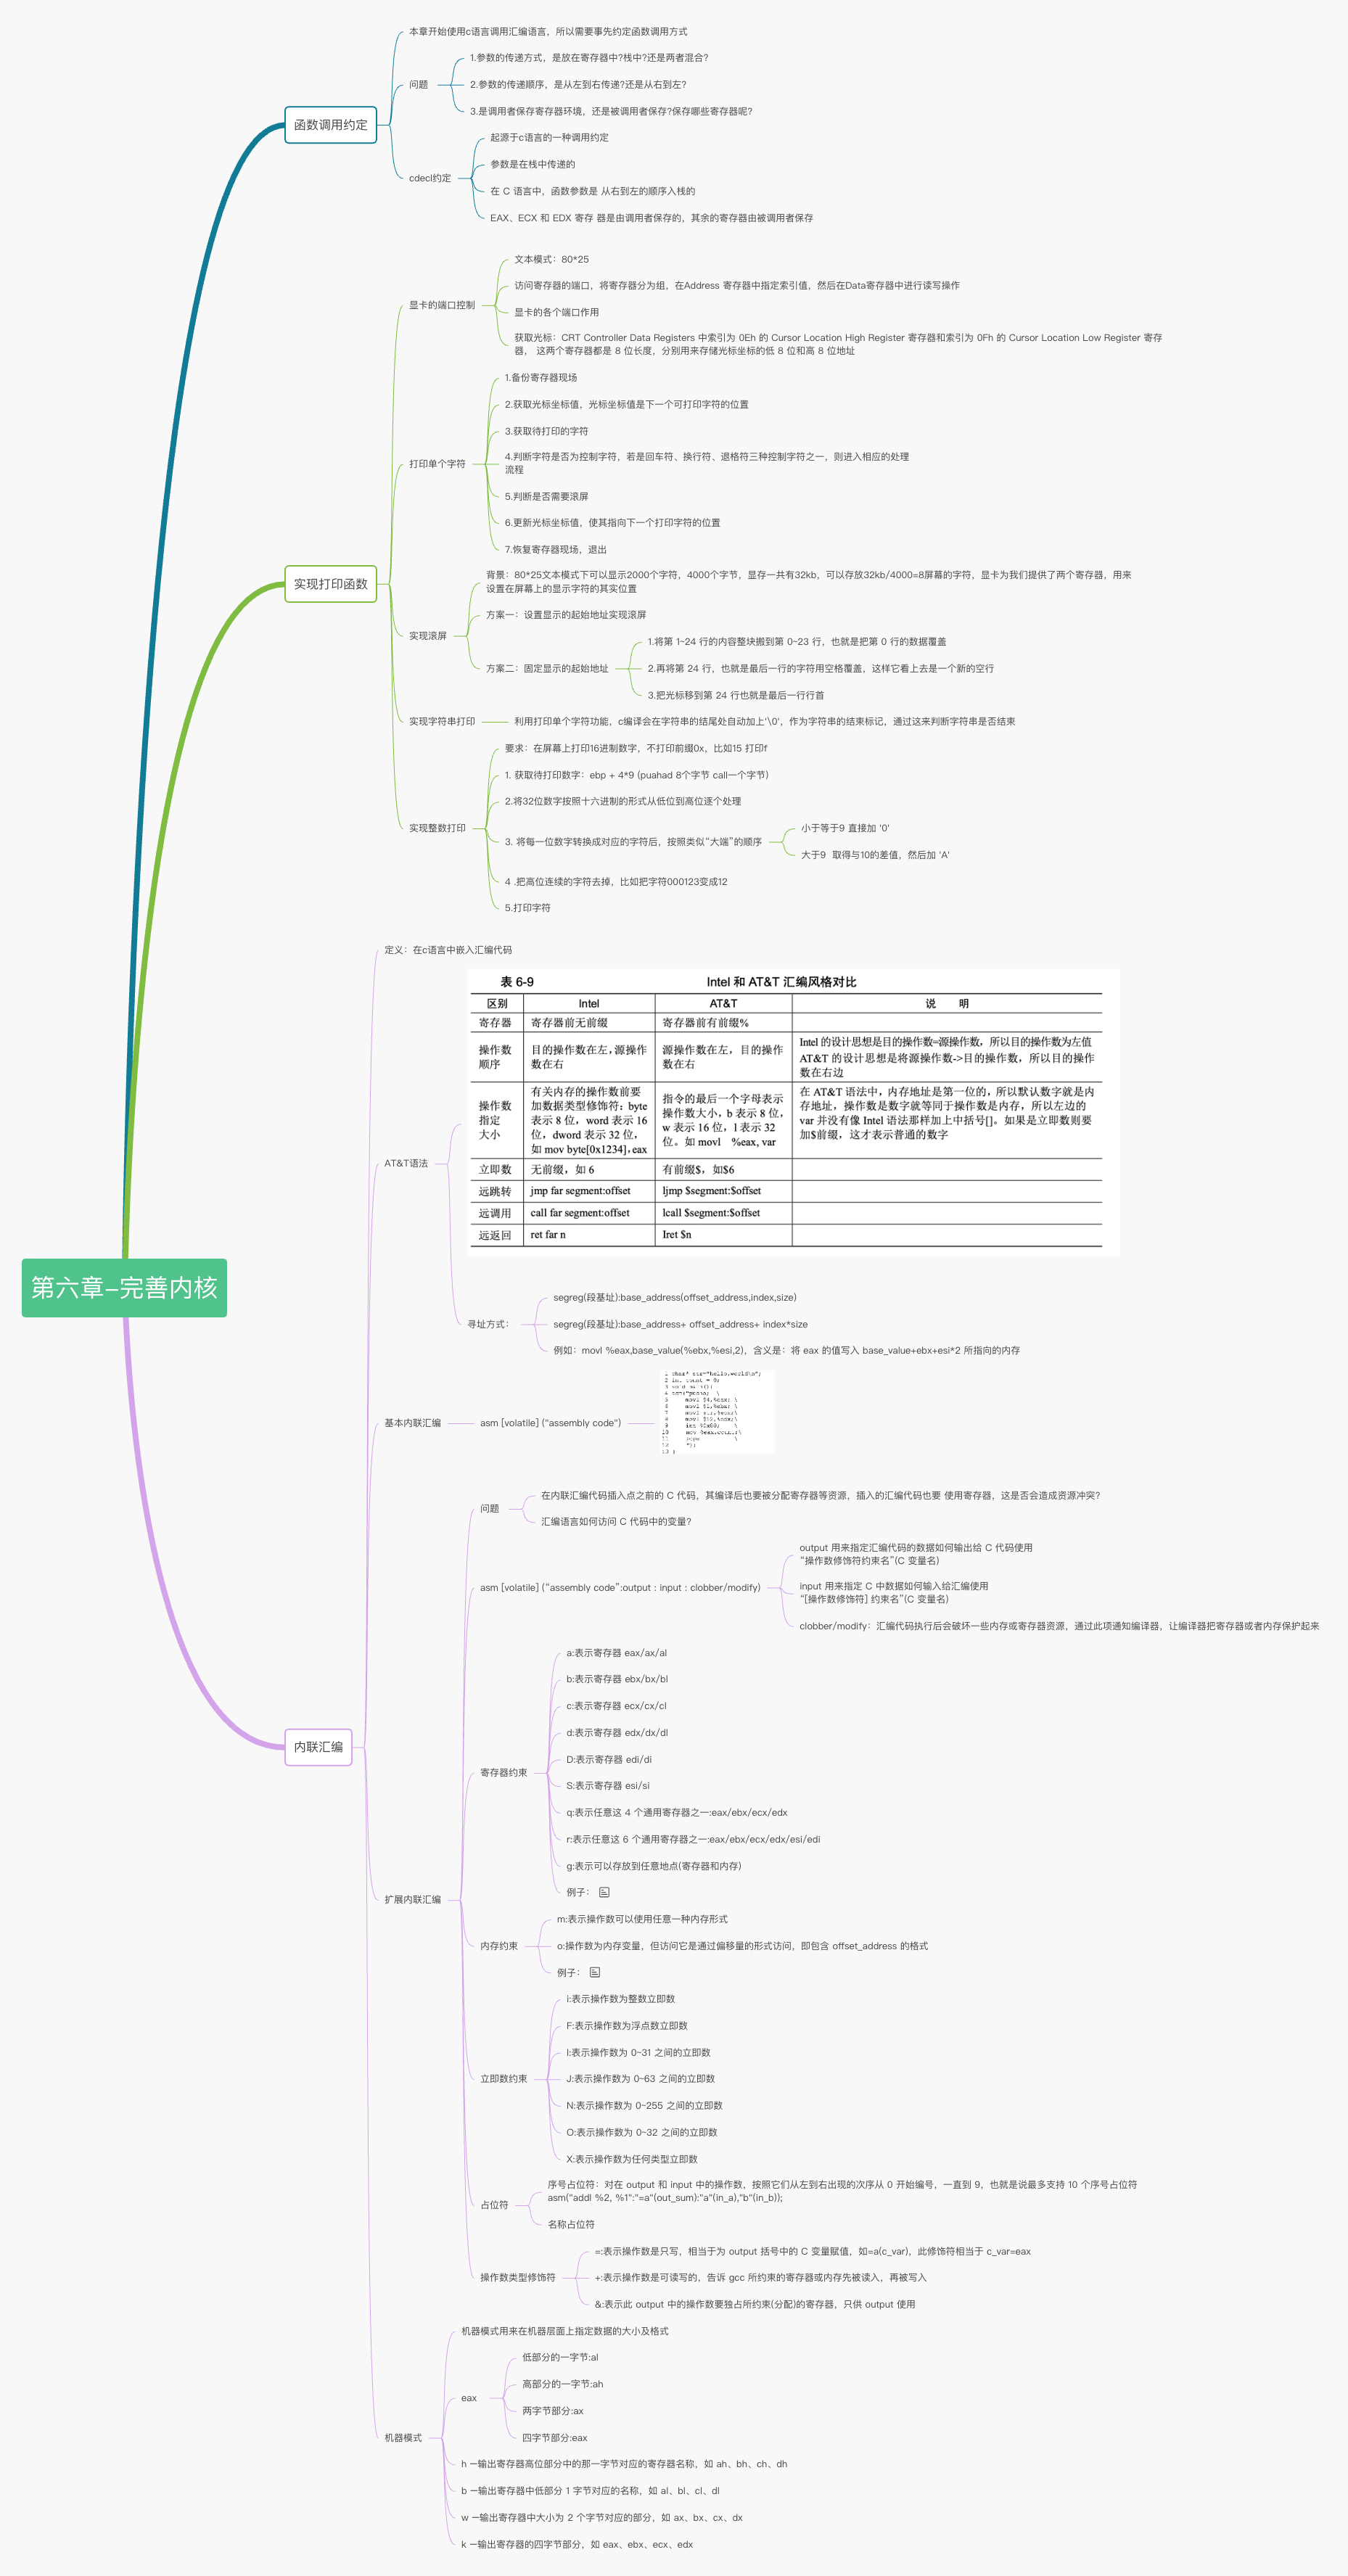 第六章-完善内核
函数调用约定
本章开始使用c语言调用汇编语言，所以需要事先约定函数调用方式
问题
1.参数的传递方式，是放在寄存器中?栈中?还是两者混合?
2.参数的传递顺序，是从左到右传递?还是从右到左?
3.是调用者保存寄存器环境，还是被调用者保存?保存哪些寄存器呢?
cdecl约定
起源于c语言的一种调用约定
参数是在栈中传递的
在 C 语言中，函数参数是 从右到左的顺序入栈的
EAX、ECX 和 EDX 寄存 器是由调用者保存的，其余的寄存器由被调用者保存
实现打印函数
显卡的端口控制
文本模式：80*25
访问寄存器的端口，将寄存器分为组，在Address 寄存器中指定索引值，然后在Data寄存器中进行读写操作
显卡的各个端口作用
获取光标：CRT Controller Data Registers 中索引为 0Eh 的 Cursor Location High Register 寄存器和索引为 0Fh 的 Cursor Location Low Register 寄存
器， 这两个寄存器都是 8 位长度，分别用来存储光标坐标的低 8 位和高 8 位地址
打印单个字符
1.备份寄存器现场
2.获取光标坐标值，光标坐标值是下一个可打印字符的位置
3.获取待打印的字符
4.判断字符是否为控制字符，若是回车符、换行符、退格符三种控制字符之一，则进入相应的处理
流程
5.判断是否需要滚屏
6.更新光标坐标值，使其指向下一个打印字符的位置
7.恢复寄存器现场，退出
实现滚屏
背景：80*25文本模式下可以显示2000个字符，4000个字节，显存一共有32kb，可以存放32kb/4000=8屏幕的字符，显卡为我们提供了两个寄存器，用来
设置在屏幕上的显示字符的其实位置
方案一：设置显示的起始地址实现滚屏
方案二：固定显示的起始地址
1.将第 1~24 行的内容整块搬到第 0~23 行，也就是把第 0 行的数据覆盖
2.再将第 24 行，也就是最后一行的字符用空格覆盖，这样它看上去是一个新的空行
3.把光标移到第 24 行也就是最后一行行首
实现字符串打印
利用打印单个字符功能，c编译会在字符串的结尾处自动加上'\0'，作为字符串的结束标记，通过这来判断字符串是否结束
实现整数打印
要求：在屏幕上打印16进制数字，不打印前缀0x，比如15 打印f
1. 获取待打印数字：ebp + 4*9 (puahad 8个字节 call一个字节)
2.将32位数字按照十六进制的形式从低位到高位逐个处理
3. 将每一位数字转换成对应的字符后，按照类似“大端”的顺序
小于等于9 直接加 '0'
大于9 取得与10的差值，然后加 'A'
4 .把高位连续的字符去掉，比如把字符000123变成12
5.打印字符
内联汇编
定义：在c语言中嵌入汇编代码
AT&T语法
表 6-9 Intel 和 AT&T 汇编风格对比
区别 Intel AT&T 说 明
寄存器 寄存器前无前缀 寄存器前有前缀%
操作数
顺序
目的操作数在左，源操作
数在右
源操作数在左，目的操作
数在右
Intel 的设计思想是目的操作数=源操作数，所以目的操作数为左值
AT&T 的设计思想是将源操作数->目的操作数，所以目的操作
数在右边
操作数
指定
大小
有关内存的操作数前要
加数据类型修饰符：byte
表示 8 位，word 表示 16
位，dword 表示 32 位，
如 mov byte[0x1234], eax
指令的最后一个字母表示
操作数大小，b 表示 8 位，
w 表示 16 位，l 表示 32
位。如 movl %eax, var
在 AT&T 语法中，内存地址是第一位的，所以默认数字就是内
存地址，操作数是数字就等同于操作数是内存，所以左边的
var 并没有像 Intel 语法那样加上中括号[]。如果是立即数则要
加$前缀，这才表示普通的数字
立即数 无前缀，如 6 有前缀$，如$6
远跳转 jmp far segment:offset ljmp $segment:$offset
远调用 call far segment:offset lcall $segment:$offset
远返回 ret far n lret $n
寻址方式：
segreg(段基址):base_address(offset_address,index,size)
segreg(段基址):base_address+ offset_address+ index*size
例如：movl %eax,base_value(%ebx,%esi,2)，含义是：将 eax 的值写入 base_value+ebx+esi*2 所指向的内存
基本内联汇编
asm [volatile] (“assembly code”)
扩展内联汇编
问题
在内联汇编代码插入点之前的 C 代码，其编译后也要被分配寄存器等资源，插入的汇编代码也要 使用寄存器，这是否会造成资源冲突?
汇编语言如何访问 C 代码中的变量?
asm [volatile] (“assembly code”:output : input : clobber/modify)
output 用来指定汇编代码的数据如何输出给 C 代码使用
“操作数修饰符约束名”(C 变量名)
input 用来指定 C 中数据如何输入给汇编使用
“[操作数修饰符] 约束名”(C 变量名)
clobber/modify：汇编代码执行后会破坏一些内存或寄存器资源，通过此项通知编译器，让编译器把寄存器或者内存保护起来
寄存器约束
a:表示寄存器 eax/ax/al
b:表示寄存器 ebx/bx/bl
c:表示寄存器 ecx/cx/cl
d:表示寄存器 edx/dx/dl
D:表示寄存器 edi/di
S:表示寄存器 esi/si
q:表示任意这 4 个通用寄存器之一:eax/ebx/ecx/edx
r:表示任意这 6 个通用寄存器之一:eax/ebx/ecx/edx/esi/edi
g:表示可以存放到任意地点(寄存器和内存)
例子：
内存约束
m:表示操作数可以使用任意一种内存形式
o:操作数为内存变量，但访问它是通过偏移量的形式访问，即包含 offset_address 的格式
例子：
立即数约束
i:表示操作数为整数立即数
F:表示操作数为浮点数立即数
I:表示操作数为 0~31 之间的立即数
J:表示操作数为 0~63 之间的立即数
N:表示操作数为 0~255 之间的立即数
O:表示操作数为 0~32 之间的立即数
X:表示操作数为任何类型立即数
占位符
序号占位符：对在 output 和 input 中的操作数，按照它们从左到右出现的次序从 0 开始编号，一直到 9，也就是说最多支持 10 个序号占位符
asm("addl %2, %1":"=a"(out_sum):"a"(in_a),"b"(in_b));
名称占位符
操作数类型修饰符
=:表示操作数是只写，相当于为 output 括号中的 C 变量赋值，如=a(c_var)，此修饰符相当于 c_var=eax
+:表示操作数是可读写的，告诉 gcc 所约束的寄存器或内存先被读入，再被写入
&:表示此 output 中的操作数要独占所约束(分配)的寄存器，只供 output 使用
机器模式
机器模式用来在机器层面上指定数据的大小及格式
eax
低部分的一字节:al
高部分的一字节:ah
两字节部分:ax
四字节部分:eax
h –输出寄存器高位部分中的那一字节对应的寄存器名称，如 ah、bh、ch、dh
b –输出寄存器中低部分 1 字节对应的名称，如 al、bl、cl、dl
w –输出寄存器中大小为 2 个字节对应的部分，如 ax、bx、cx、dx
k –输出寄存器的四字节部分，如 eax、ebx、ecx、edx